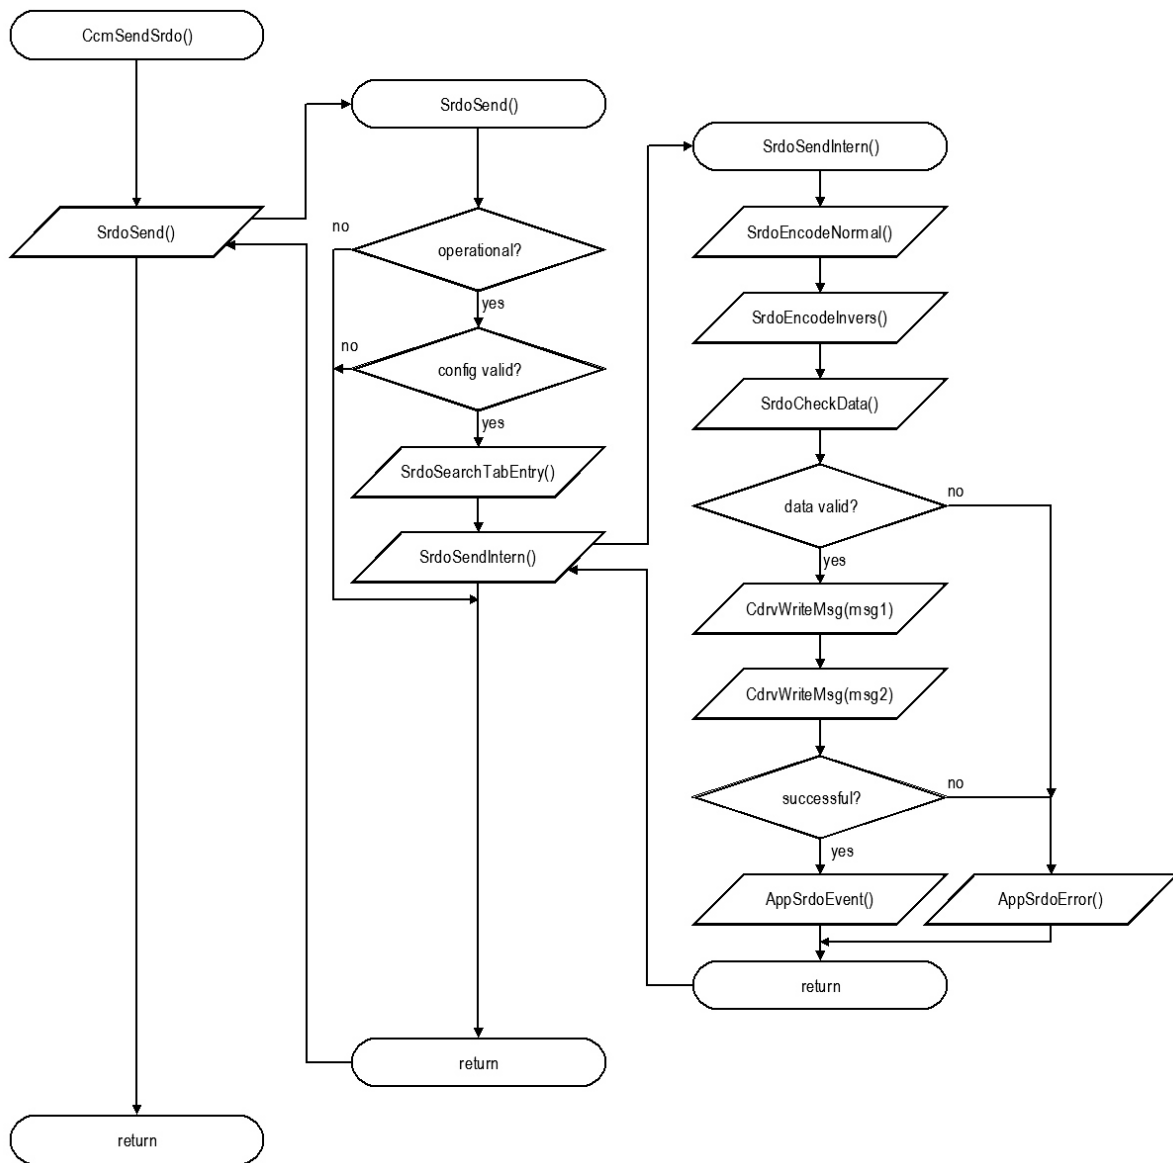 CcmSendSrdo()
SrdoSend()
return
SrdoSend()
operational?
no
yes
config valid?
no
yes
SrdoSearchTabEntry()
SrdoSendIntern()
return
SrdoSendIntern()
SrdoEncodeNormal()
SrdoEncodeInvers()
SrdoCheckData()
data valid?
no
yes
CdrvWriteMsg(msg1)
CdrvWriteMsg(msg2)
successful?
no
yes
AppSrdoEvent()
AppSrdoError()
return